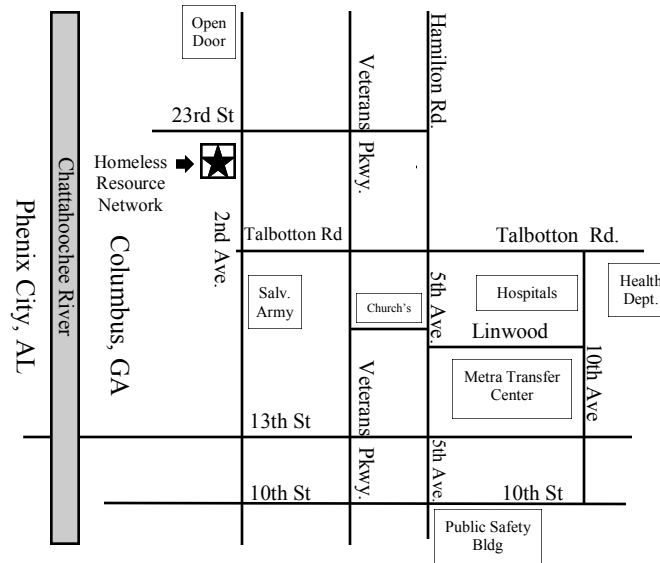 Open
Door
Hamilton Rd.
Veterans Pkwy.
23rd St
Homeless
Resource
Network
Chattahoochee River
Phenix City, AL
Columbus, GA
2nd Ave.
Talbotton Rd
Talbotton Rd.
Salv.
Army
Church's
5th Ave.
Hospitals
Health
Dept.
Linwood
10th Ave
Metra Transfer
Center
Veterans Pkwy.
13th St
5th Ave.
10th St
10th St
Public Safety
Bldg